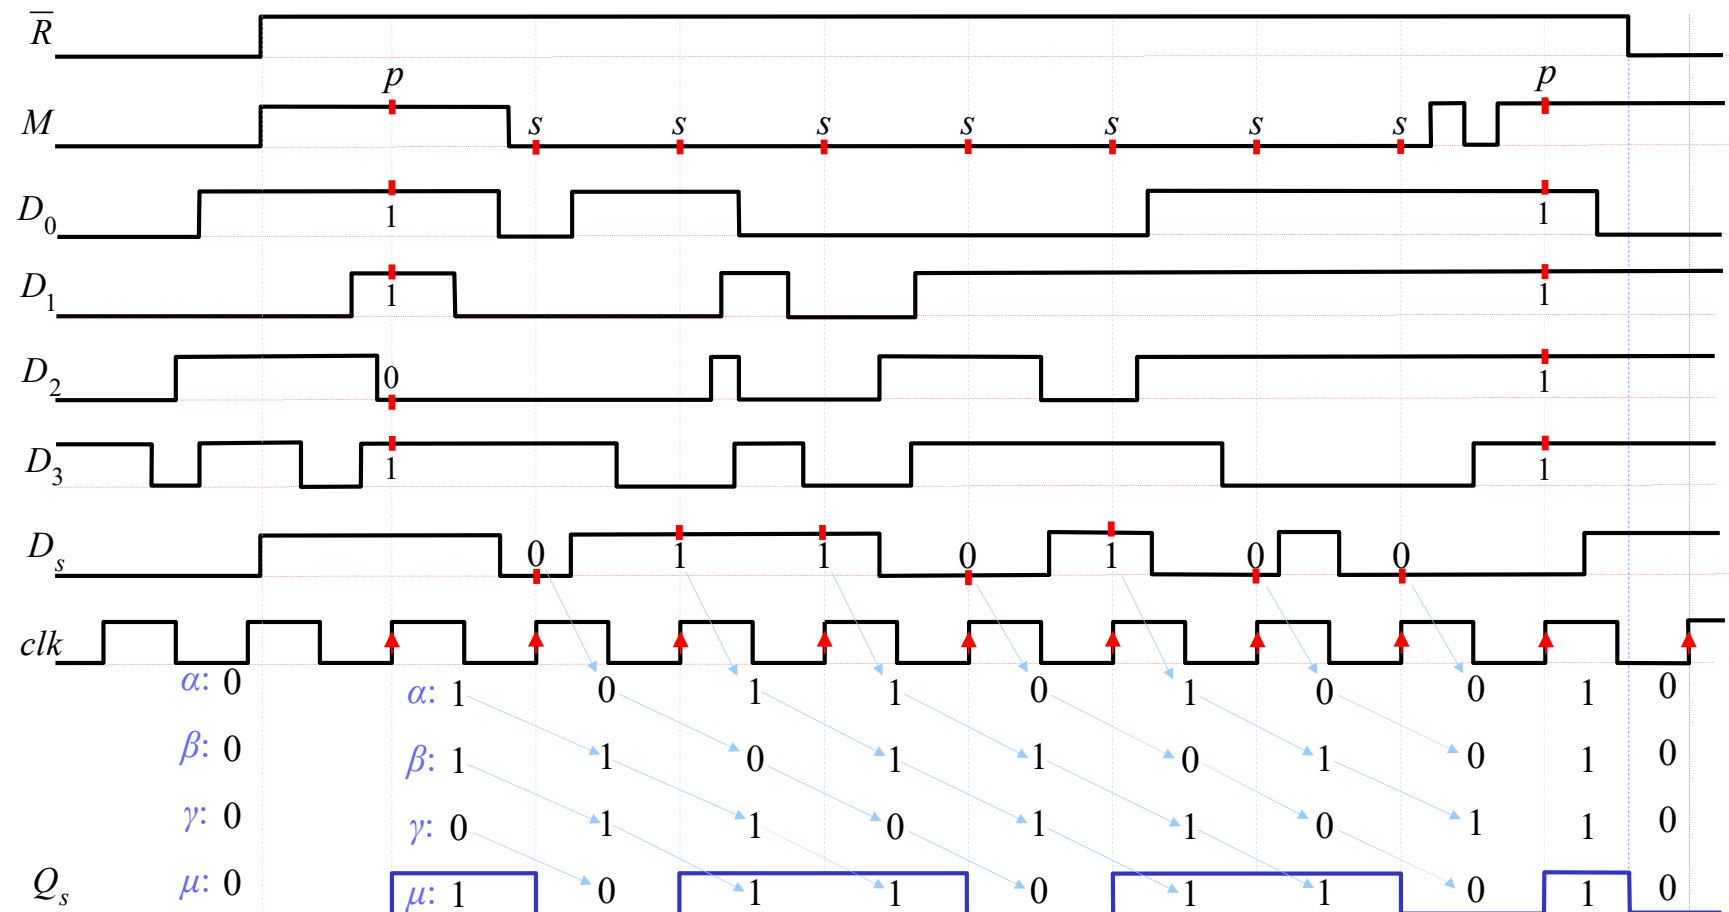 R̅
p p
M s s s s s s s
D₀ 1 1
D₁ 1 1
D₂ 0 1
D₃ 1 1
Dₛ 0 1 1 0 1 0 0
clk
α: 0 α: 1 0 1 1 0 1 0 0 1 0
β: 0 β: 1 1 0 1 1 0 1 0 1 0
γ: 0 γ: 0 1 1 0 1 1 0 1 1 0
Qₛ μ: 0 μ: 1 0 1 1 0 1 1 0 1 0